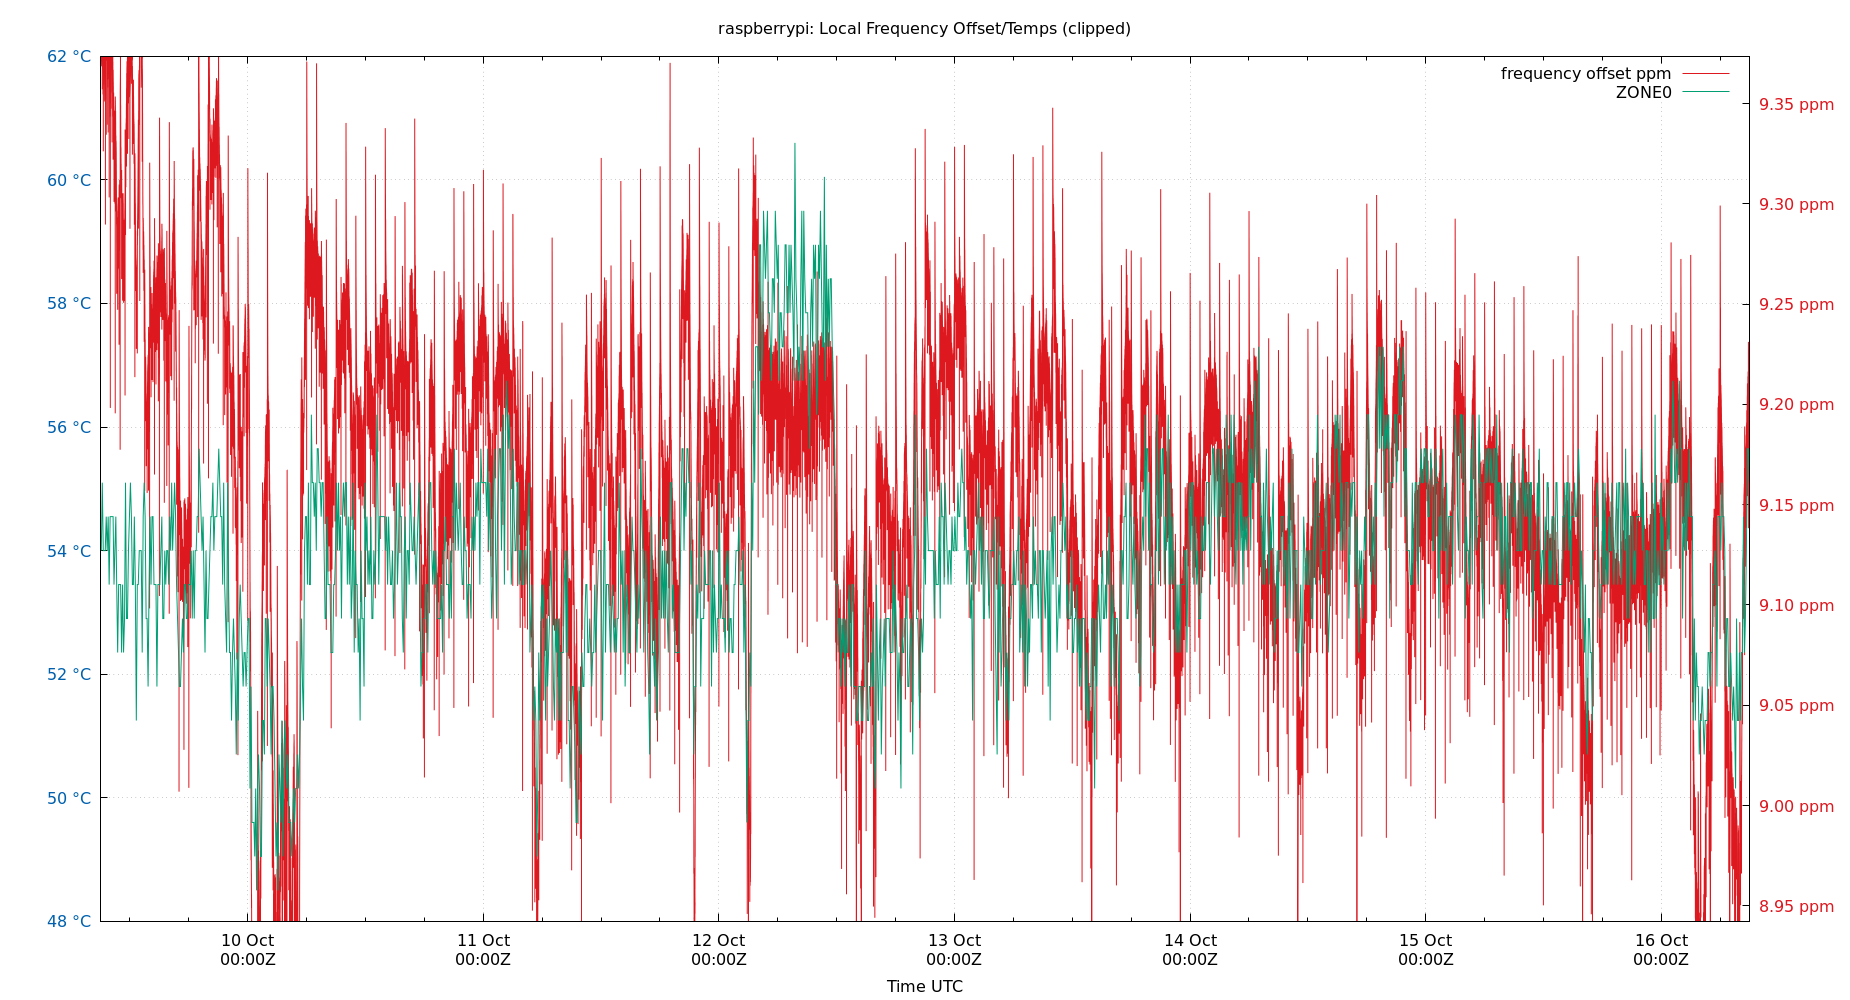 raspberrypi: Local Frequency Offset/Temps (clipped)
62 °C
60 °C
58 °C
56 °C
54 °C
52 °C
50 °C
48 °C
frequency offset ppm
ZONE0
9.35 ppm
9.30 ppm
9.25 ppm
9.20 ppm
9.15 ppm
9.10 ppm
9.05 ppm
9.00 ppm
8.95 ppm
10 Oct 11 Oct 12 Oct 13 Oct 14 Oct 15 Oct 16 Oct
00:00Z 00:00Z 00:00Z 00:00Z 00:00Z 00:00Z 00:00Z
Time UTC